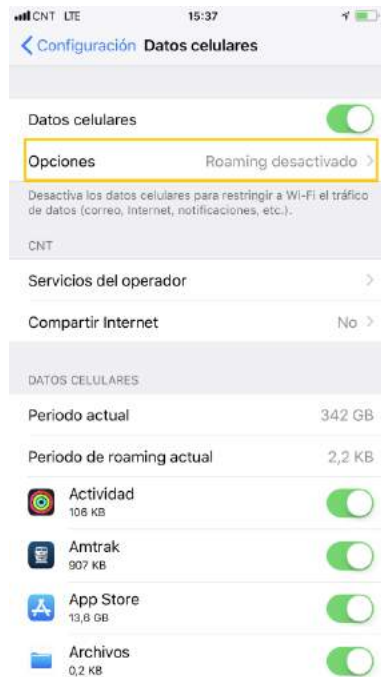 CNT LTE 15:37
Configuración Datos celulares
Datos celulares
Opciones Roaming desactivado
Desactiva los datos celulares para restringir a Wi-Fi el tráfico
de datos (correo, Internet, notificaciones, etc.).
CNT
Servicios del operador
Compartir Internet No
DATOS CELULARES
Periodo actual 342 GB
Periodo de roaming actual 2,2 KB
Actividad
106 KB
Amtrak
907 KB
App Store
13,6 GB
Archivos
0,2 KB